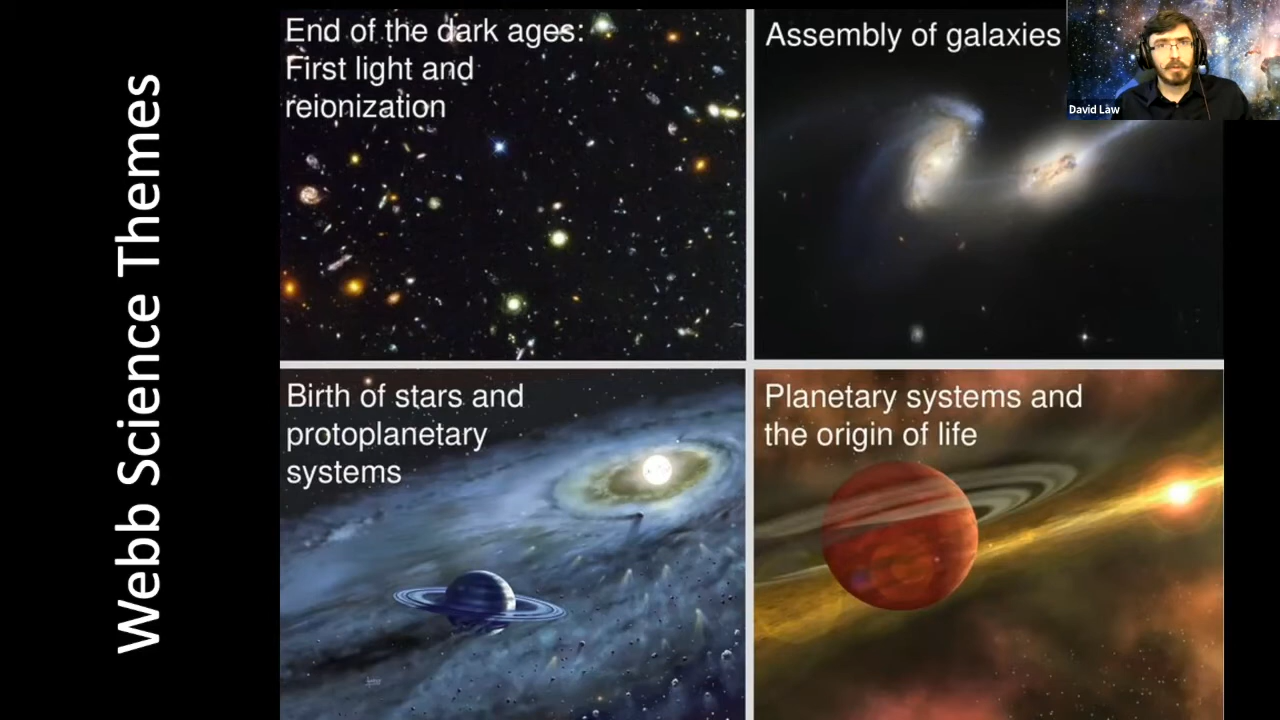 Webb Science Themes
End of the dark ages:
First light and
reionization
Assembly of galaxies
David Law
Birth of stars and
protoplanetary
systems
Planetary systems and
the origin of life